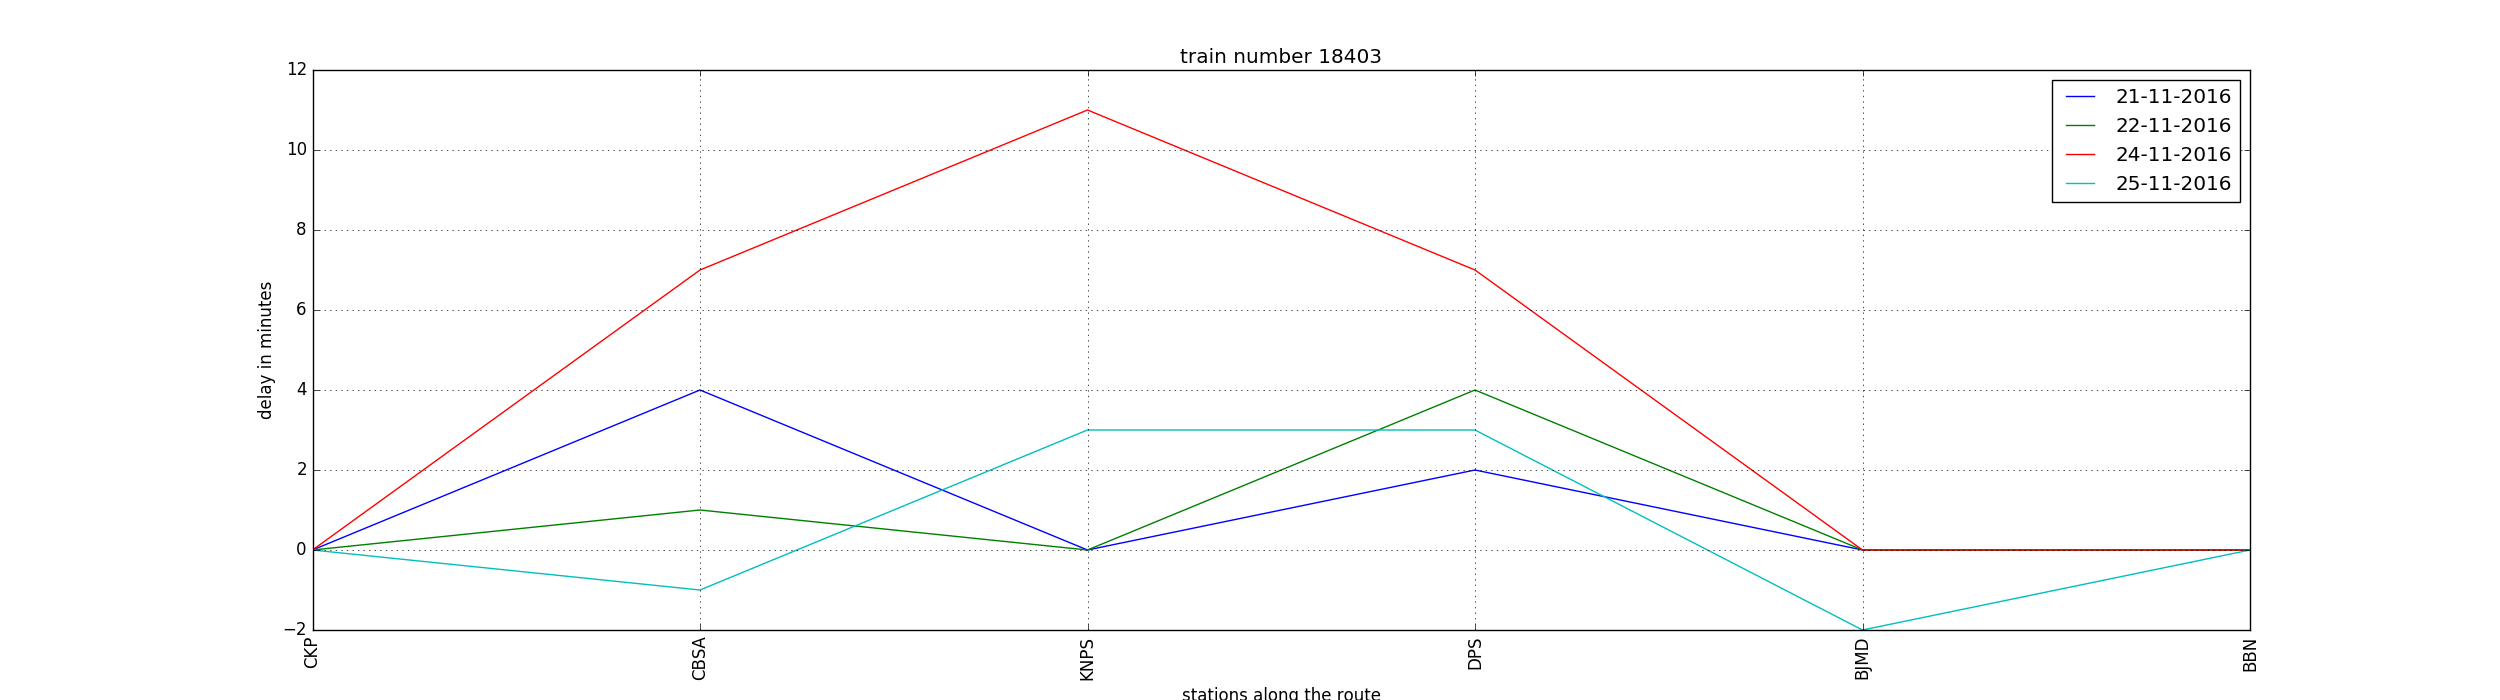 train number 18403
12
10
8
6
4
2
0
−2
delay in minutes
21-11-2016
22-11-2016
24-11-2016
25-11-2016
CKP
CBSA
KNPS
DPS
BJMD
BBN
stations along the route